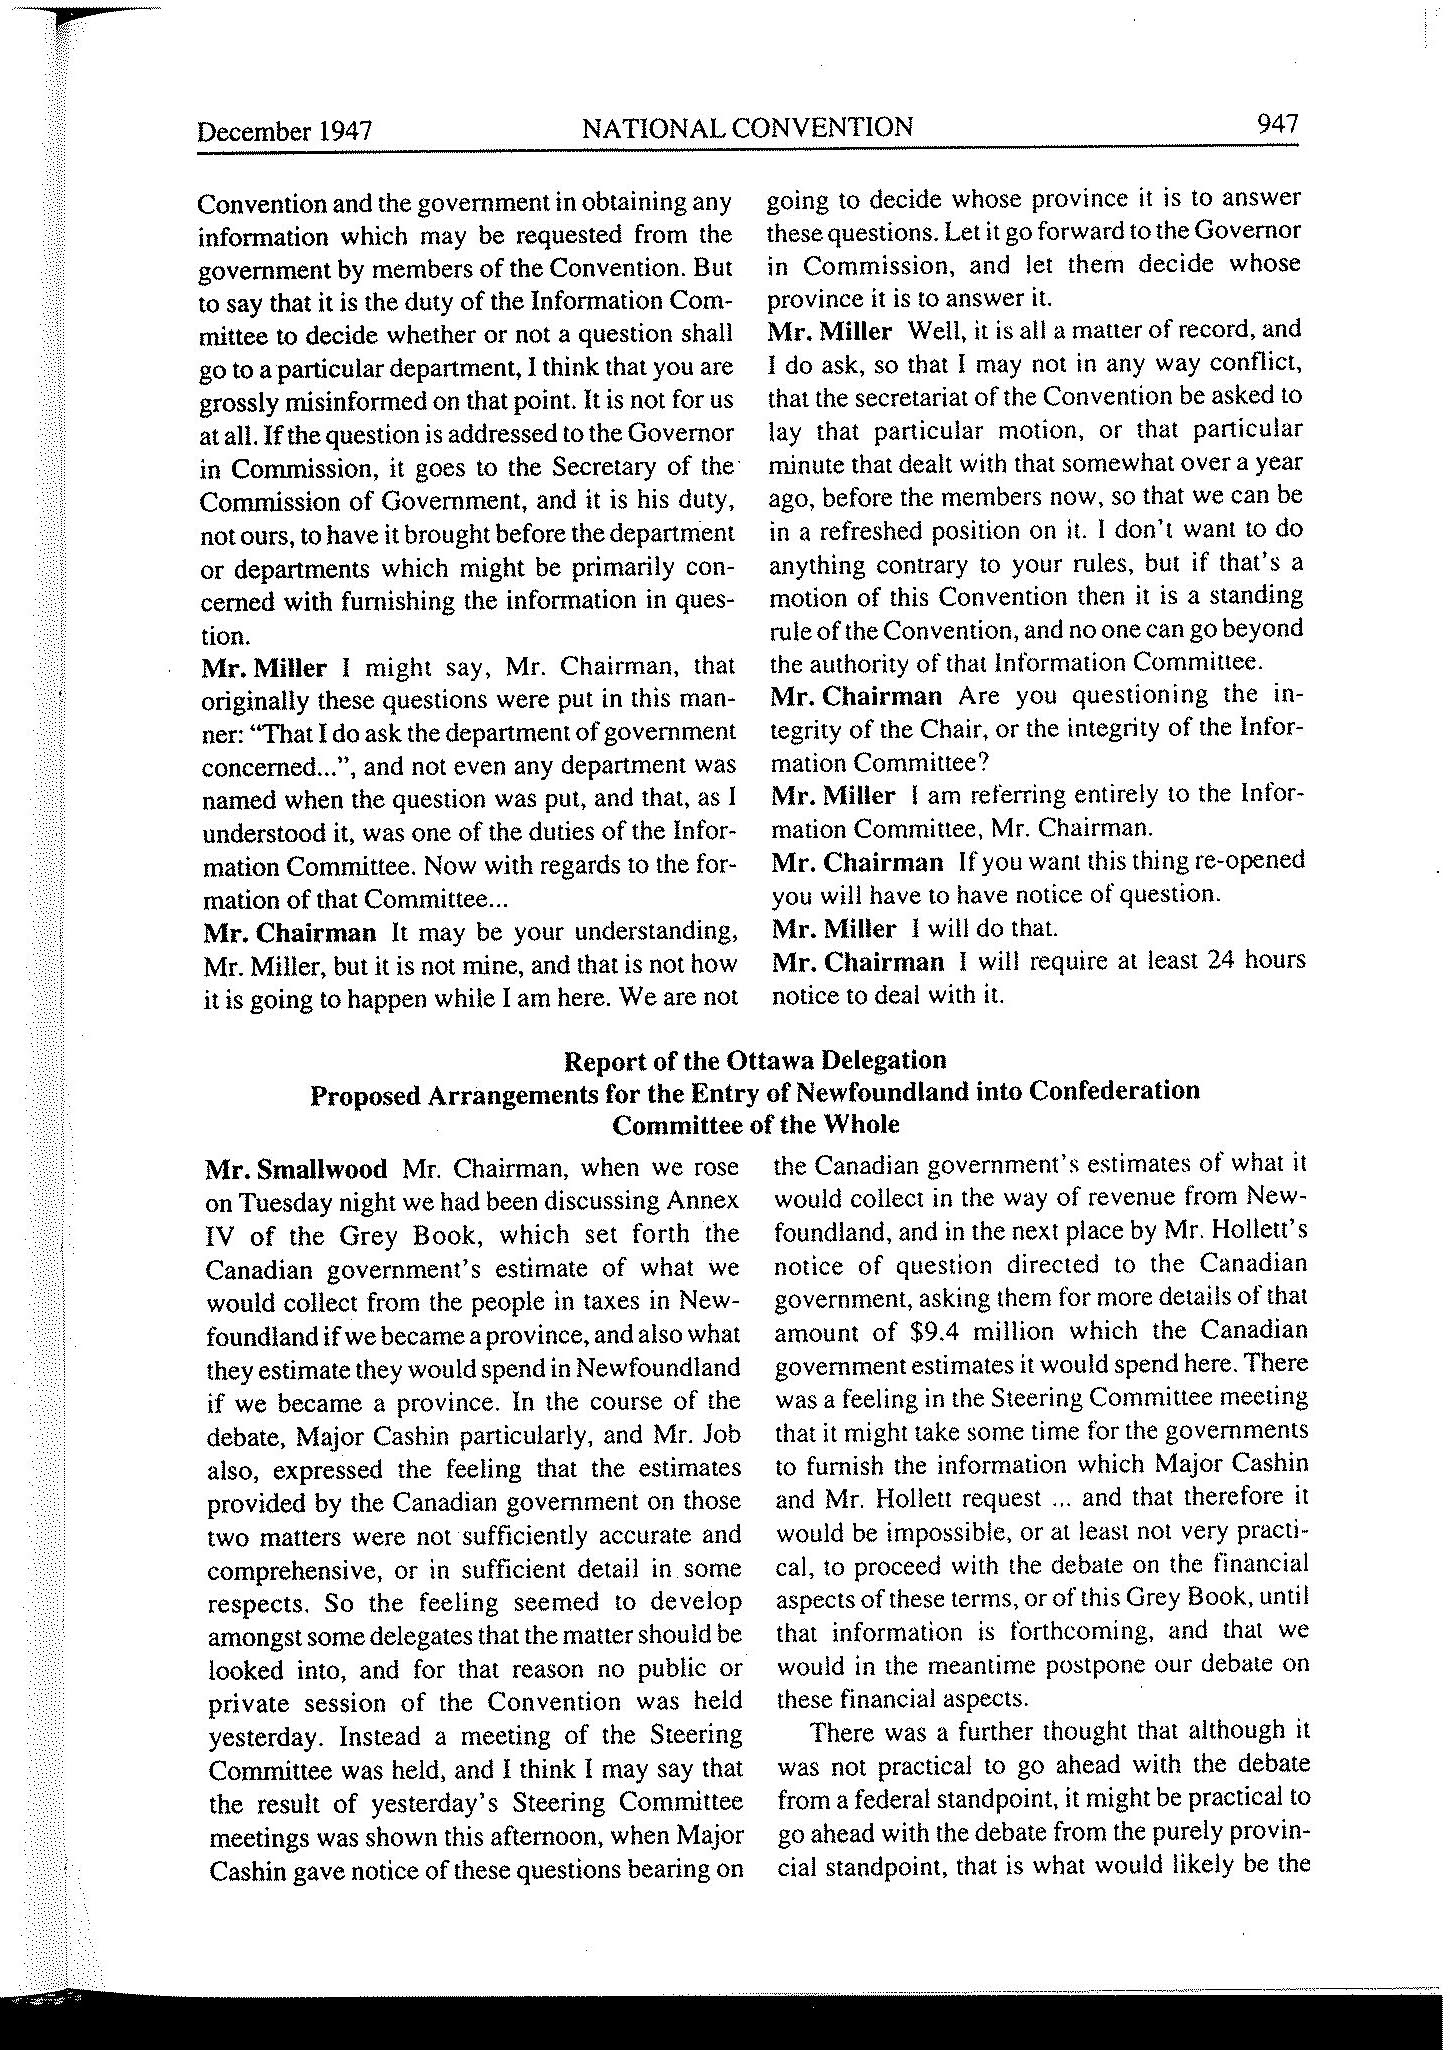 December 1947
NATIONAL CONVENTION
947
Convention and the government in obtaining any
information which may be requested from the
government by members of the Convention. But
to say that it is the duty of the Information Com-
mittee to decide whether or not a question shall
go to a particular department, I think that you are
grossly misinformed on that point. It is not for us
at all. If the question is addressed to the Governor
in Commission, it goes to the Secretary of the
Commission of Government, and it is his duty,
not ours, to have it brought before the department
or departments which might be primarily con-
cerned with furnishing the information in ques-
tion.
Mr. Miller I might say, Mr. Chairman, that
originally these questions were put in this man-
ner: “That I do ask the department of government
concerned...”, and not even any department was
named when the question was put, and that, as I
understood it, was one of the duties of the Infor-
mation Committee. Now with regards to the for-
mation of that Committee...
Mr. Chairman It may be your understanding,
Mr. Miller, but it is not mine, and that is not how
it is going to happen while I am here. We are not
going to decide whose province it is to answer
these questions. Let it go forward to the Governor
in Commission, and let them decide whose
province it is to answer it.
Mr. Miller Well, it is all a matter of record, and
I do ask, so that I may not in any way conflict,
that the secretariat of the Convention be asked to
lay that particular motion, or that particular
minute that dealt with that somewhat over a year
ago, before the members now, so that we can be
in a refreshed position on it. I don't want to do
anything contrary to your rules, but if that's a
motion of this Convention then it is a standing
rule of the Convention, and no one can go beyond
the authority of that Information Committee.
Mr. Chairman Are you questioning the in-
tegrity of the Chair, or the integrity of the Infor-
mation Committee?
Mr. Miller I am referring entirely to the Infor-
mation Committee, Mr. Chairman.
Mr. Chairman If you want this thing re-opened
you will have to have notice of question.
Mr. Miller I will do that.
Mr. Chairman I will require at least 24 hours
notice to deal with it.
Report of the Ottawa Delegation
Proposed Arrangements for the Entry of Newfoundland into Confederation
Committee of the Whole
Mr. Smallwood Mr. Chairman, when we rose
on Tuesday night we had been discussing Annex
IV of the Grey Book, which set forth the
Canadian government's estimate of what we
would collect from the people in taxes in New-
foundland if we became a province, and also what
they estimate they would spend in Newfoundland
if we became a province. In the course of the
debate, Major Cashin particularly, and Mr. Job
also, expressed the feeling that the estimates
provided by the Canadian government on those
two matters were not sufficiently accurate and
comprehensive, or in sufficient detail in some
respects. So the feeling seemed to develop
amongst some delegates that the matter should be
looked into, and for that reason no public or
private session of the Convention was held
yesterday. Instead a meeting of the Steering
Committee was held, and I think I may say that
the result of yesterday's Steering Committee
meetings was shown this afternoon, when Major
Cashin gave notice of these questions bearing on
the Canadian government's estimates of what it
would collect in the way of revenue from New-
foundland, and in the next place by Mr. Hollett's
notice of question directed to the Canadian
government, asking them for more details of that
amount of $9.4 million which the Canadian
government estimates it would spend here. There
was a feeling in the Steering Committee meeting
that it might take some time for the governments
to furnish the information which Major Cashin
and Mr. Hollett request ... and that therefore it
would be impossible, or at least not very practi-
cal, to proceed with the debate on the financial
aspects of these terms, or of this Grey Book, until
that information is forthcoming, and that we
would in the meantime postpone our debate on
these financial aspects.
There was a further thought that although it
was not practical to go ahead with the debate
from a federal standpoint, it might be practical to
go ahead with the debate from the purely provin-
cial standpoint, that is what would likely be the